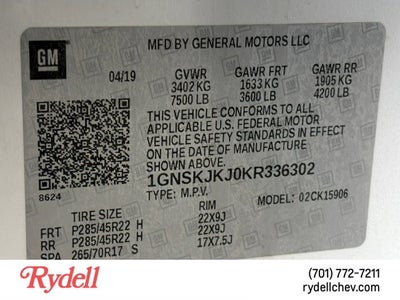 GM
MFD BY GENERAL MOTORS LLC
04/19 GVWR GAWR FRT GAWR RR
3402 KG 1633 KG 1905 KG
7500 LB 3600 LB 4200 LB
THIS VEHICLE CONFORMS TO ALL
APPLICABLE U.S. FEDERAL MOTOR
VEHICLE SAFETY STANDARDS IN EFFECT
ON THE DATE OF MANUFACTURE
SHOWN ABOVE.
1GNSKJKJ0KR336302
8624 TYPE: M.P.V. MODEL: 02CK15906
TIRE SIZE RIM
FRT P285/45R22 H 22X9J
RR P285/45R22 H 22X9J
SPA 265/70R17 S 17X7.5J
Rydell
(701) 772-7211
rydellchev.com